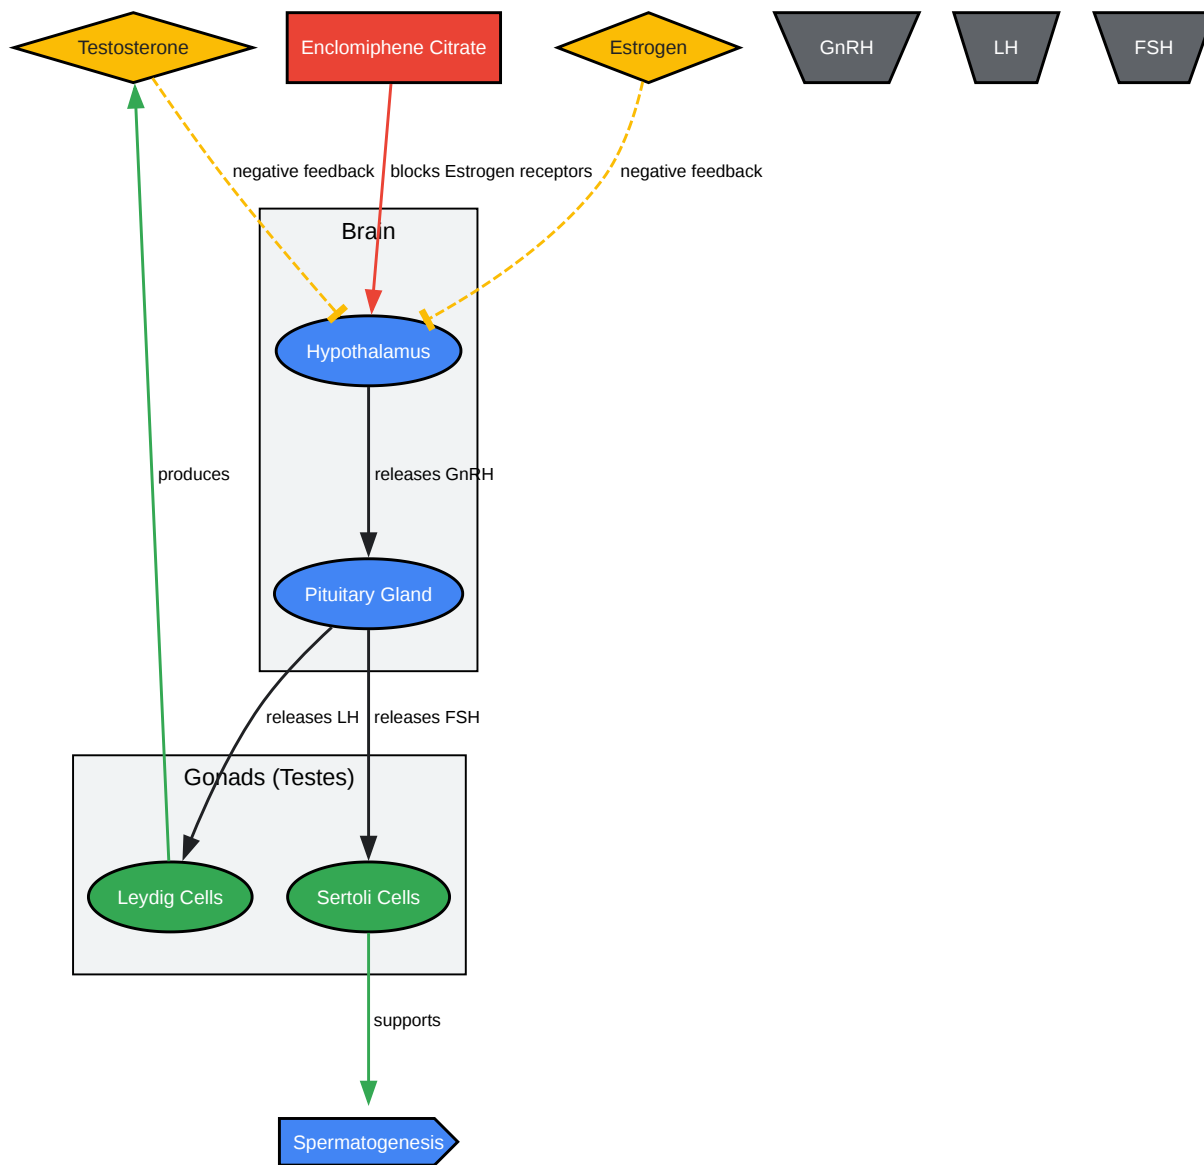 Testosterone
Enclomiphene Citrate
Estrogen
GnRH
LH
FSH
negative feedback
blocks Estrogen receptors
negative feedback
Brain
Hypothalamus
produces
releases GnRH
Pituitary Gland
releases LH
releases FSH
Gonads (Testes)
Leydig Cells
Sertoli Cells
supports
Spermatogenesis